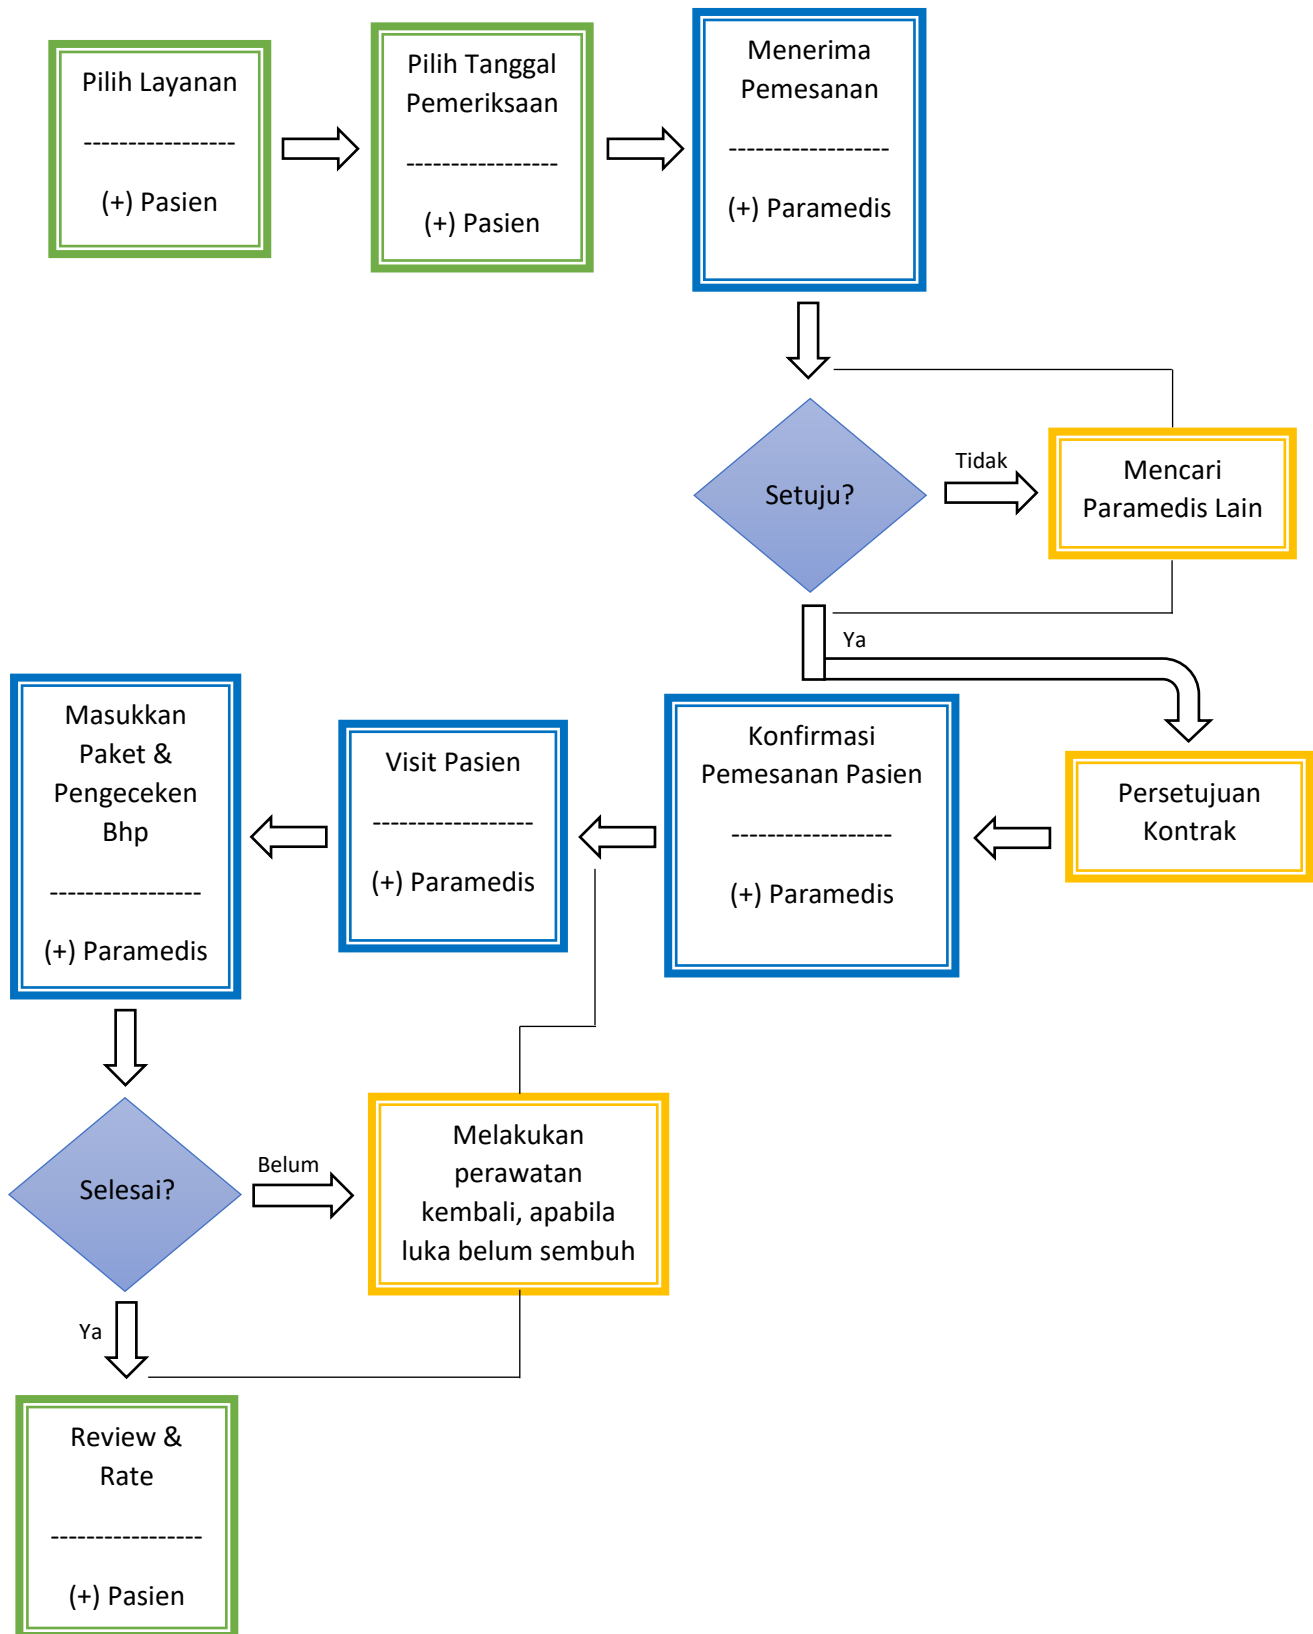 Pilih Layanan
-----------------
(+) Pasien
Pilih Tanggal
Pemeriksaan
-----------------
(+) Pasien
Menerima
Pemesanan
------------------
(+) Paramedis
Setuju?
Tidak
Mencari
Paramedis Lain
Ya
Persetujuan
Kontrak
Konfirmasi
Pemesanan Pasien
------------------
(+) Paramedis
Visit Pasien
------------------
(+) Paramedis
Masukkan
Paket &
Pengeceken
Bhp
-----------------
(+) Paramedis
Selesai?
Belum
Melakukan
perawatan
kembali, apabila
luka belum sembuh
Ya
Review &
Rate
-----------------
(+) Pasien